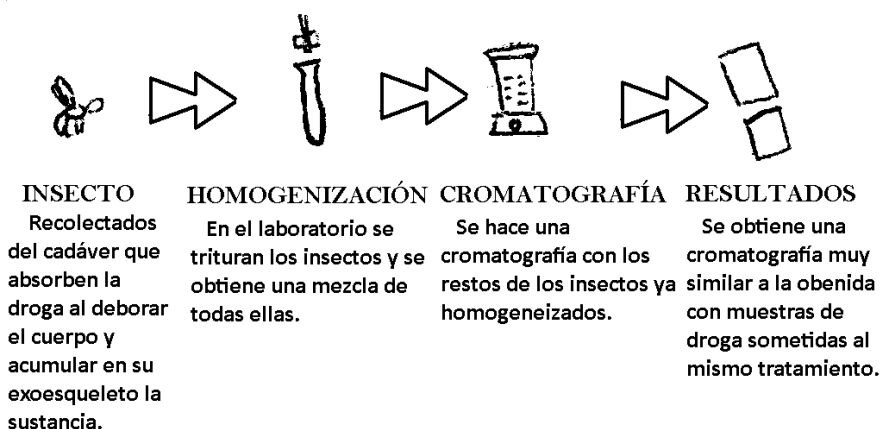 INSECTO
Recolectados
del cadáver que
absorben la
droga al deborar
el cuerpo y
acumular en su
exoesqueleto la
sustancia.
HOMOGENIZACIÓN
En el laboratorio se
trituran los insectos y se
obtiene una mezcla de
todas ellas.
CROMATOGRAFÍA
Se hace una
cromatografía con los
restos de los insectos ya
homogeneizados.
RESULTADOS
Se obtiene una
cromatografía muy
similar a la obenida
con muestras de
droga sometidas al
mismo tratamiento.